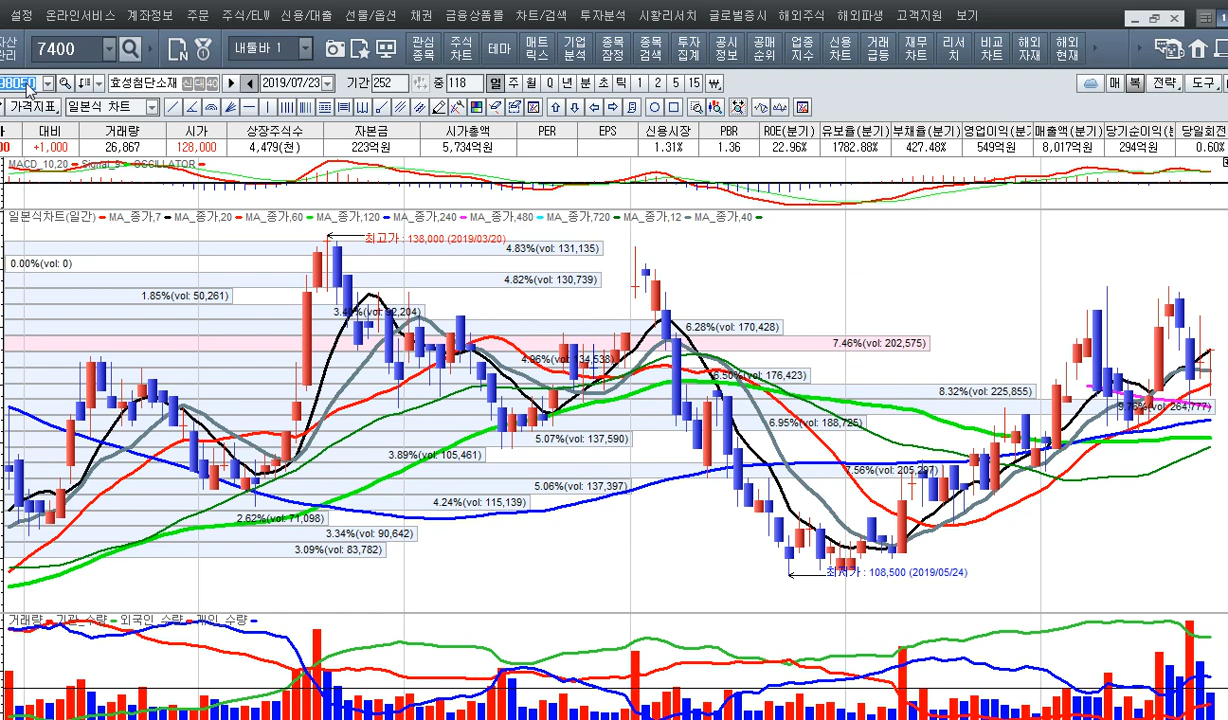 설정 온라인서비스 계좌정보 주문 주식/ELW 신용/대출 선물/옵션 채권 금융상품몰 차트/검색 투자분석 시황리서치 글로벌증시 해외주식 해외파생 고객지원 보기
자산관리 7400 내툴바 1 관심종목 주식차트 테마 매트릭스 기업분석 종목잠정 종목검색 투자집계 공시정보 공매순위 업종지수 신용차트 거래급등 재무차트 리서치 비교차트 해외자재 해외현재
98050 효성첨단소재 신 대 40 2019/07/23 기간 252 중 118 일 주 월 Q 년 분 초 틱 1 2 5 15 매 복 전략 도구
가격지표 일본식 차트
대비 거래량 시가 상장주식수 자본금 시가총액 PER EPS 신용시장 PBR ROE(분기) 유보율(분기) 부채율(분기) 영업이익(분기 매출액(분기) 당기순이익(분 당일회전
+1,000 26,867 128,000 4,479(천) 223억원 5,734억원 1.31% 1.36 22.96% 1782.88% 427.48% 549억원 8,017억원 294억원 0.60%
MACD_10,20 Signal_9 OSCILLATOR
일본식차트(일간) MA_종가,7 MA_종가,20 MA_종가,60 MA_종가,120 MA_종가,240 MA_종가,480 MA_종가,720 MA_종가,12 MA_종가,40
최고가 : 138,000 (2019/03/20)
4.83%(vol: 131,135)
0.00%(vol: 0)
4.82%(vol: 130,739)
1.85%(vol: 50,261)
6.28%(vol: 170,428)
7.46%(vol: 202,575)
4.96%(vol: 134,538)
6.50%(vol: 176,423)
8.32%(vol: 225,855)
9.76%(vol: 264,777)
6.95%(vol: 188,725)
5.07%(vol: 137,590)
3.89%(vol: 105,461)
7.56%(vol: 205,297)
5.06%(vol: 137,397)
4.24%(vol: 115,139)
2.62%(vol: 71,098)
3.34%(vol: 90,642)
3.09%(vol: 83,782)
최저가 : 108,500 (2019/05/24)
거래량 기관_수량 외국인_수량 개인_수량